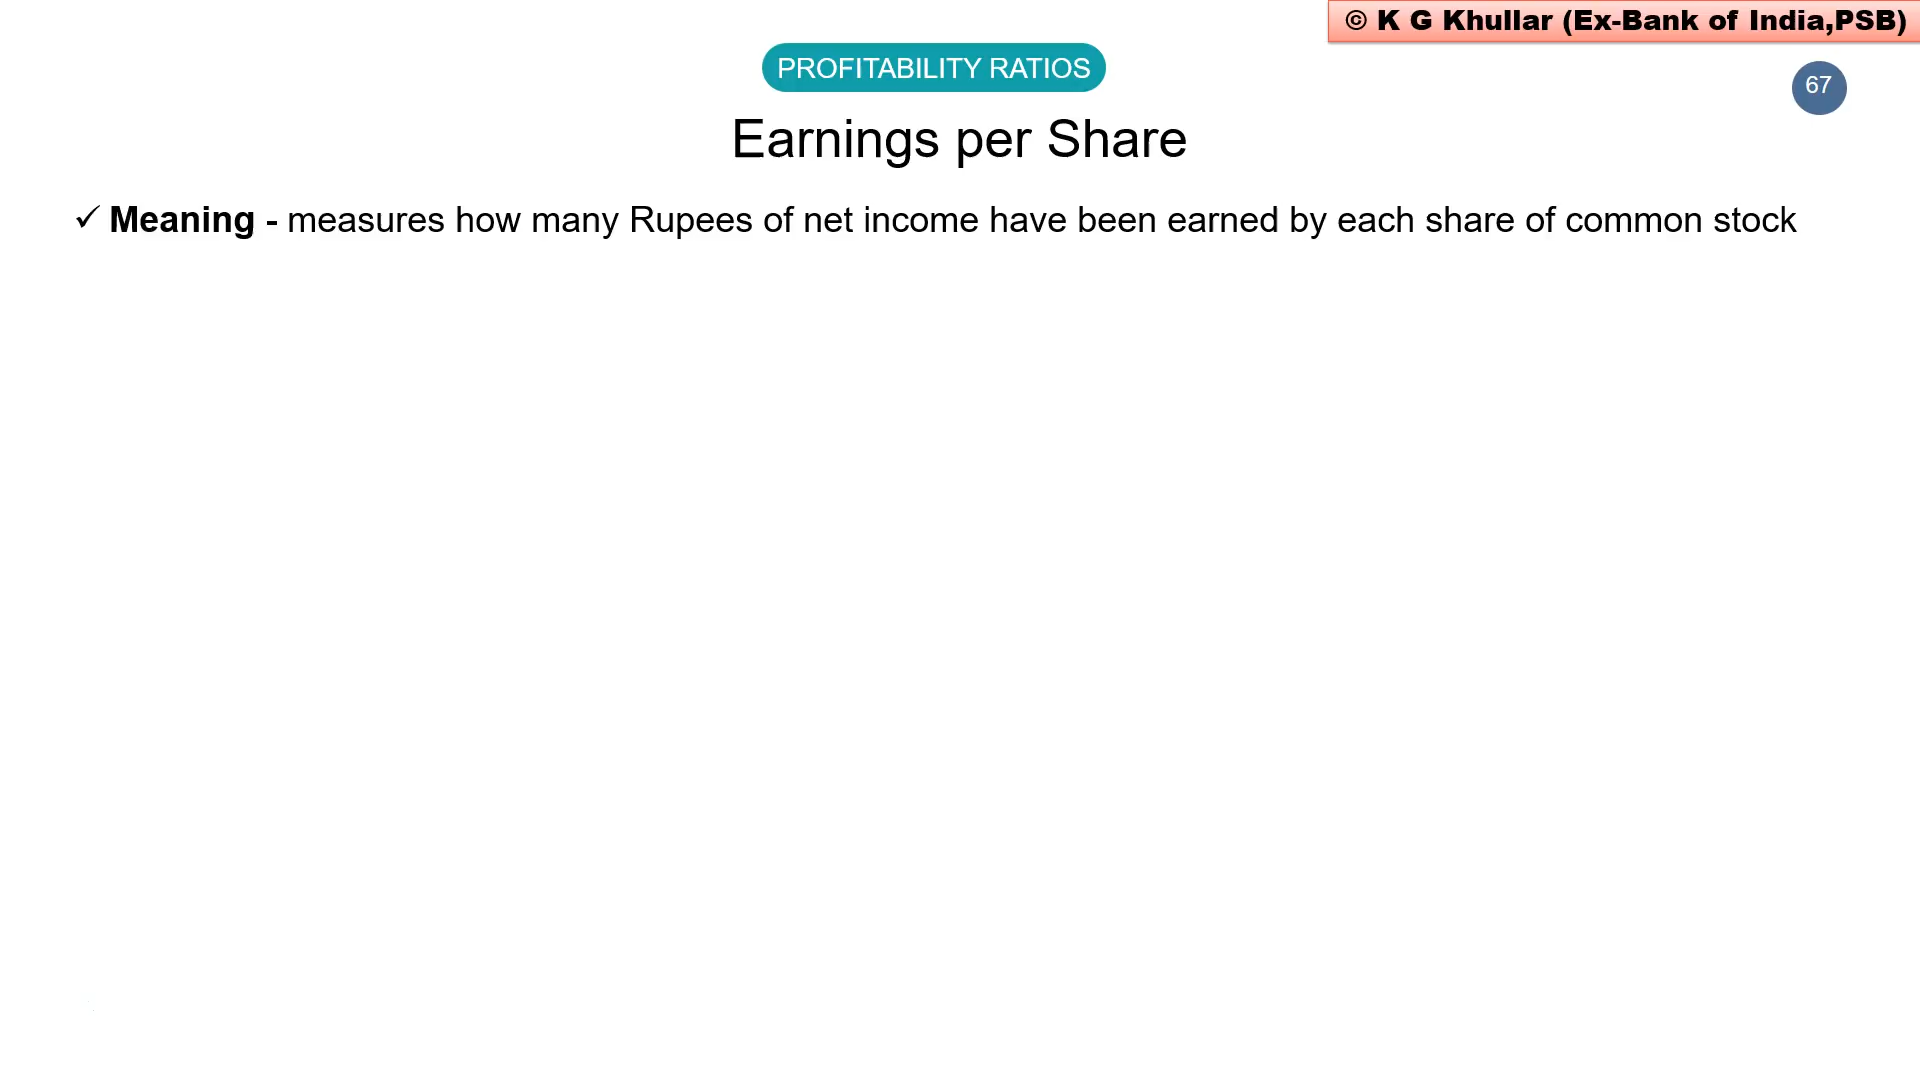 © K G Khullar (Ex-Bank of India,PSB)
PROFITABILITY RATIOS
67
Earnings per Share
✓ Meaning - measures how many Rupees of net income have been earned by each share of common stock